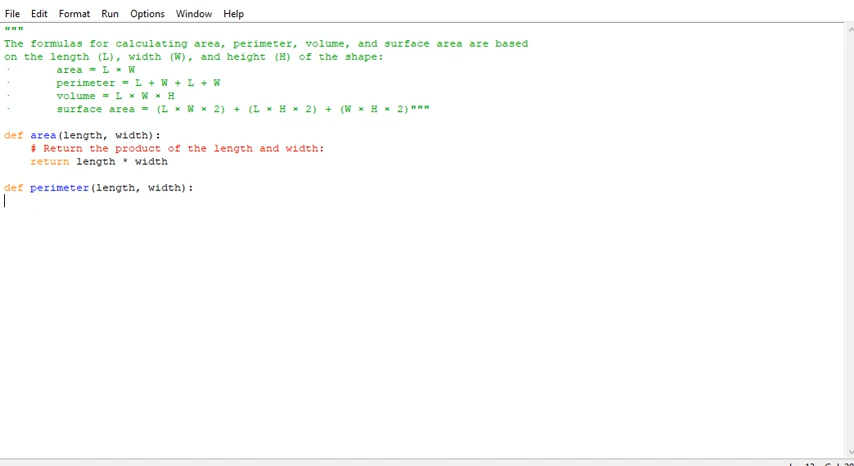 File Edit Format Run Options Window Help
"""
The formulas for calculating area, perimeter, volume, and surface area are based
on the length (L), width (W), and height (H) of the shape:
· area = L × W
· perimeter = L + W + L + W
· volume = L × W × H
· surface area = (L × W × 2) + (L × H × 2) + (W × H × 2)"""
def area(length, width):
# Return the product of the length and width:
return length * width
def perimeter(length, width):